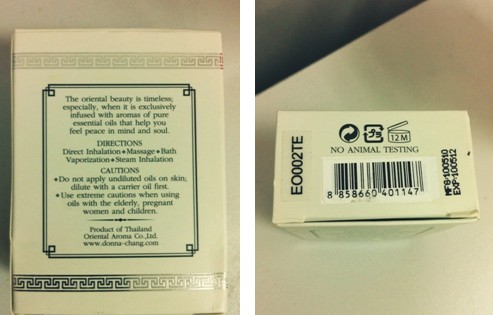 The oriental beauty is timeless;
especially, when it is exclusively
infused with aromas of pure
essential oils that help you
feel peace in mind and soul.
DIRECTIONS
Direct Inhalation◆Massage◆Bath
Vaporization◆Steam Inhalation
CAUTIONS
◆Do not apply undiluted oils on skin;
dilute with a carrier oil first.
◆Use extreme cautions when using
oils with the elderly, pregnant
women and children.
Product of Thailand
Oriental Aroma Co.,Ltd.
www.donna-chang.com
EO002TE
12M
NO ANIMAL TESTING
8 858660 401147
MFG:100510
EXP:100512